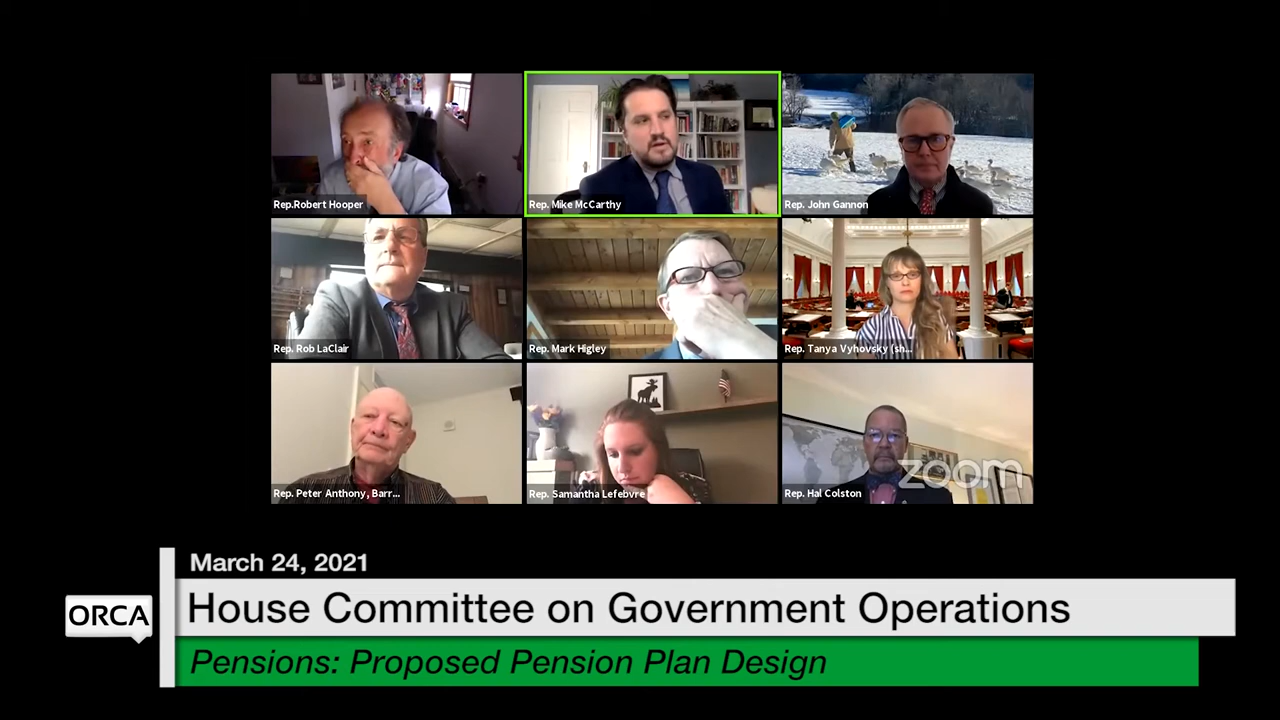 Rep.Robert Hooper
Rep. Mike McCarthy
Rep. John Gannon
Rep. Rob LaClair
Rep. Mark Higley
Rep. Tanya Vyhovsky (sh...
Rep. Peter Anthony, Barr...
Rep. Samantha Lefebvre
Rep. Hal Colston
zoom
March 24, 2021
ORCA
House Committee on Government Operations
Pensions: Proposed Pension Plan Design